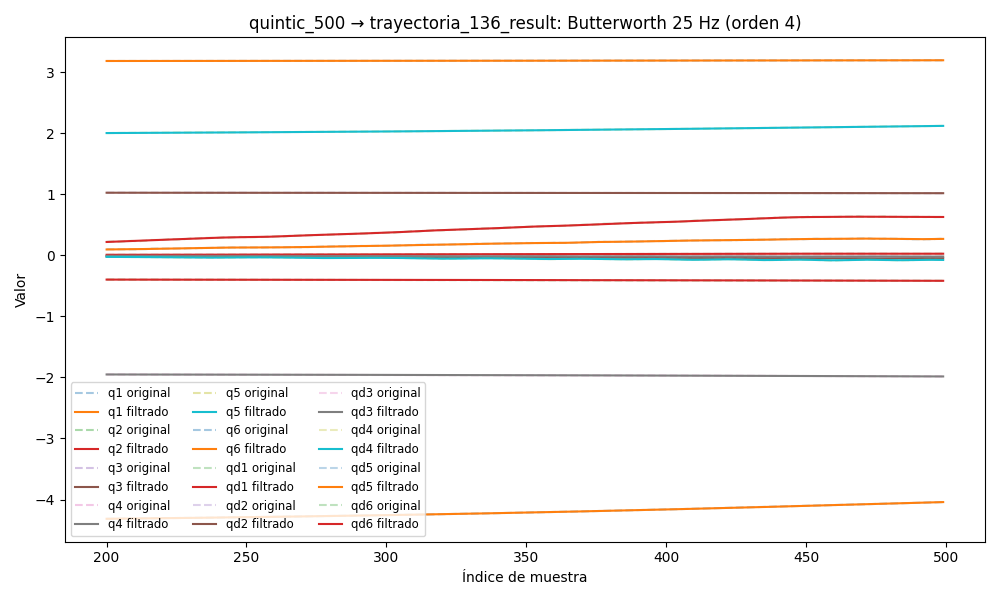 quintic_500 → trayectoria_136_result: Butterworth 25 Hz (orden 4)
Valor
3
2
1
0
−1
−2
−3
−4
q1 original
q1 filtrado
q2 original
q2 filtrado
q3 original
q3 filtrado
q4 original
q4 filtrado
q5 original
q5 filtrado
q6 original
q6 filtrado
qd1 original
qd1 filtrado
qd2 original
qd2 filtrado
qd3 original
qd3 filtrado
qd4 original
qd4 filtrado
qd5 original
qd5 filtrado
qd6 original
qd6 filtrado
200 250 300 350 400 450 500
Índice de muestra